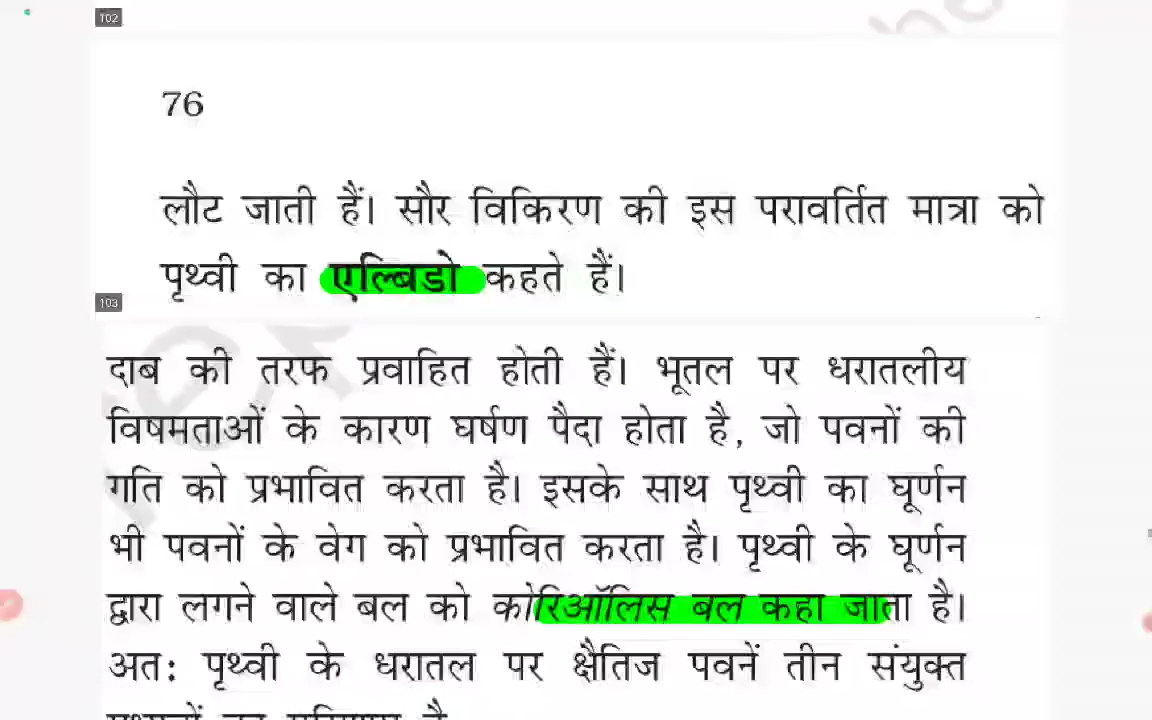 102
76
लौट जाती हैं। सौर विकिरण की इस परावर्तित मात्रा को
पृथ्वी का एल्बिडो कहते हैं।
103
दाब की तरफ प्रवाहित होती हैं। भूतल पर धरातलीय
विषमताओं के कारण घर्षण पैदा होता है, जो पवनों की
गति को प्रभावित करता है। इसके साथ पृथ्वी का घूर्णन
भी पवनों के वेग को प्रभावित करता है। पृथ्वी के घूर्णन
द्वारा लगने वाले बल को कोरिऑलिस बल कहा जाता है।
अत: पृथ्वी के धरातल पर क्षैतिज पवनें तीन संयुक्त